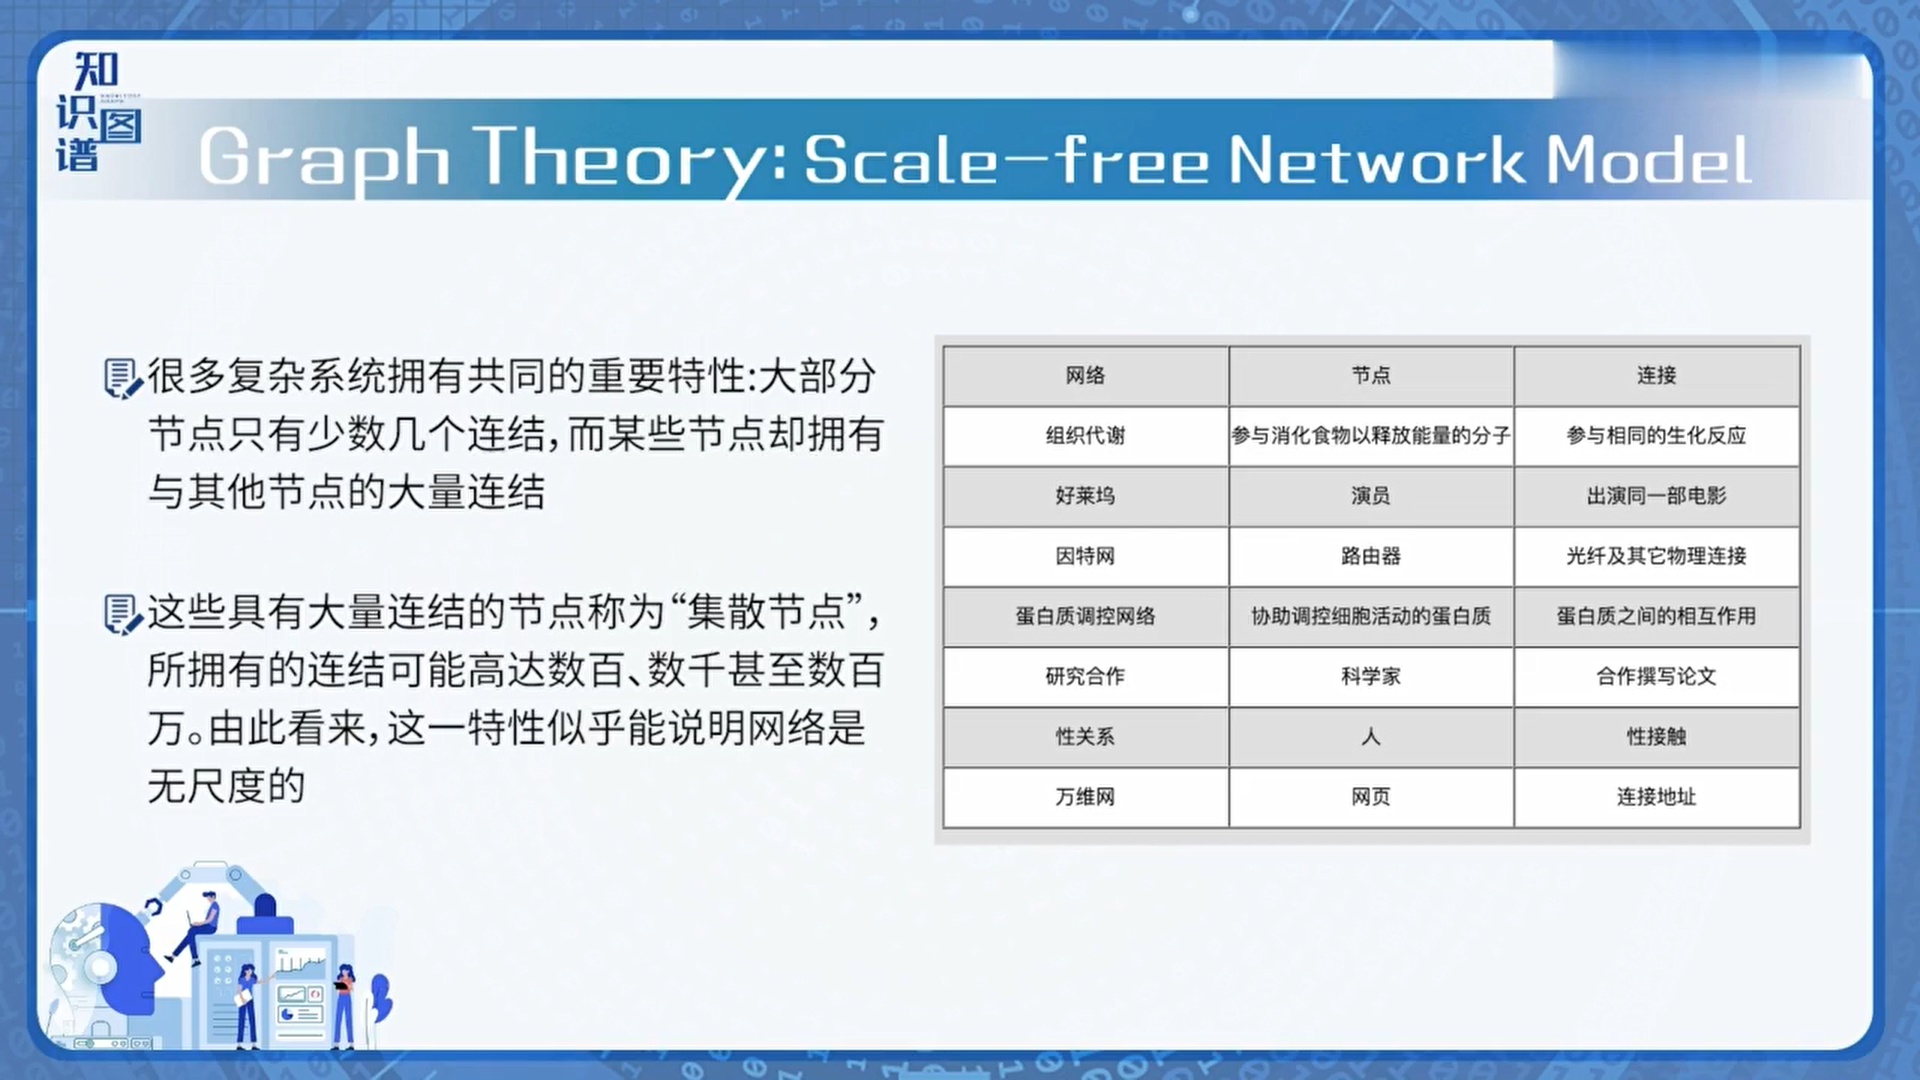 知识图谱
Graph Theory: Scale-free Network Model
很多复杂系统拥有共同的重要特性:大部分
节点只有少数几个连结,而某些节点却拥有
与其他节点的大量连结
这些具有大量连结的节点称为“集散节点”,
所拥有的连结可能高达数百、数千甚至数百
万。由此看来,这一特性似乎能说明网络是
无尺度的
网络 节点 连接
组织代谢 参与消化食物以释放能量的分子 参与相同的生化反应
好莱坞 演员 出演同一部电影
因特网 路由器 光纤及其它物理连接
蛋白质调控网络 协助调控细胞活动的蛋白质 蛋白质之间的相互作用
研究合作 科学家 合作撰写论文
性关系 人 性接触
万维网 网页 连接地址